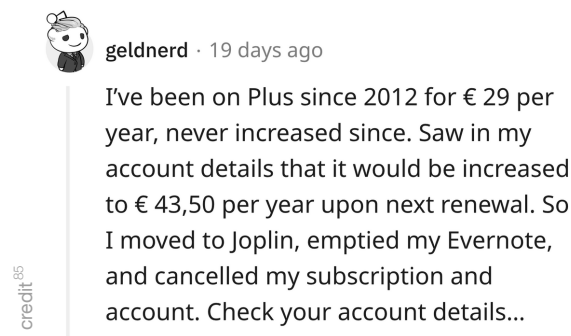 geldnerd · 19 days ago
I’ve been on Plus since 2012 for € 29 per
year, never increased since. Saw in my
account details that it would be increased
to € 43,50 per year upon next renewal. So
I moved to Joplin, emptied my Evernote,
and cancelled my subscription and
account. Check your account details...
credit 85